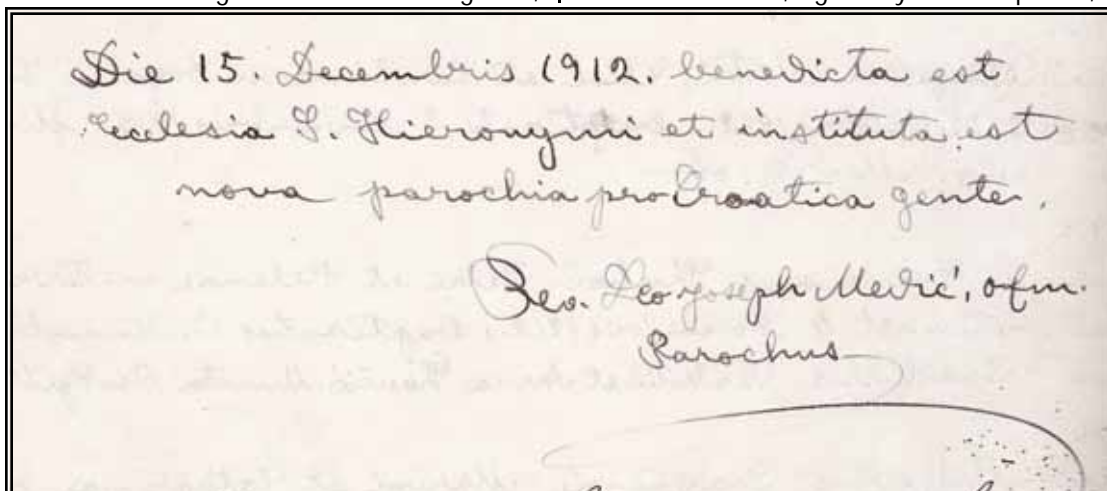 Die 15. Decembris 1912. benedicta est
Ecclesia S. Hieronymi et instituta est
nova parochia pro Croatica gente.
Rev. Leo Joseph Medić, ofm.
Parochus